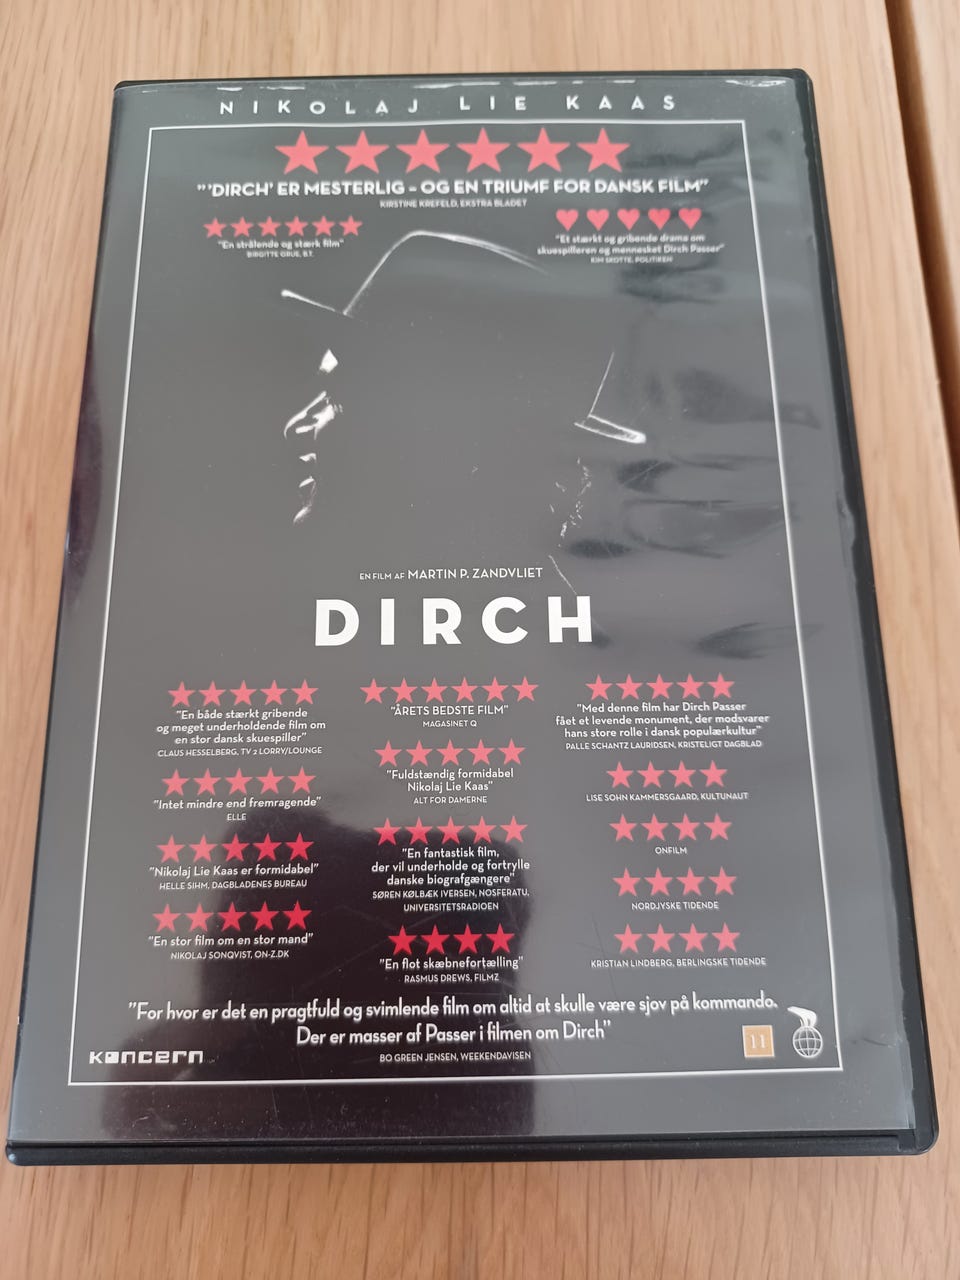 NIKOLAJ LIE KAAS
"'DIRCH' ER MESTERLIG – OG EN TRIUMF FOR DANSK FILM"
KIRSTINE KREFELD, EKSTRA BLADET
"En strålende og stærk film"
BIRGITTE GRUE, B.T.
"Et stærkt og gribende drama om
skuespilleren og mennesket Dirch Passer"
KIM SKOTTE, POLITIKEN
EN FILM AF MARTIN P. ZANDVLIET
DIRCH
"En både stærkt gribende
og meget underholdende film om
en stor dansk skuespiller"
CLAUS HESSELBERG, TV 2 LORRY/LOUNGE
"Intet mindre end fremragende"
ELLE
"Nikolaj Lie Kaas er formidabel"
HELLE SIHM, DAGBLADENES BUREAU
"En stor film om en stor mand"
NIKOLAJ SONQVIST, ON-Z.DK
"ÅRETS BEDSTE FILM"
MAGASINET Q
"Fuldstændig formidabel
Nikolaj Lie Kaas"
ALT FOR DAMERNE
"En fantastisk film,
der vil underholde og fortrylle
danske biografgængere"
SØREN KØLBÆK IVERSEN, NOSFERATU,
UNIVERSITETSRADIOEN
"En flot skæbnefortælling"
RASMUS DREWS, FILMZ
"Med denne film har Dirch Passer
fået et levende monument, der modsvarer
hans store rolle i dansk populærkultur"
PALLE SCHANTZ LAURIDSEN, KRISTELIGT DAGBLAD
LISE SOHN KAMMERSGAARD, KULTUNAUT
ONFILM
NORDJYSKE TIDENDE
KRISTIAN LINDBERG, BERLINGSKE TIDENDE
"For hvor er det en pragtfuld og svimlende film om altid at skulle være sjov på kommando.
Der er masser af Passer i filmen om Dirch"
BO GREEN JENSEN, WEEKENDAVISEN
KONCERN
11